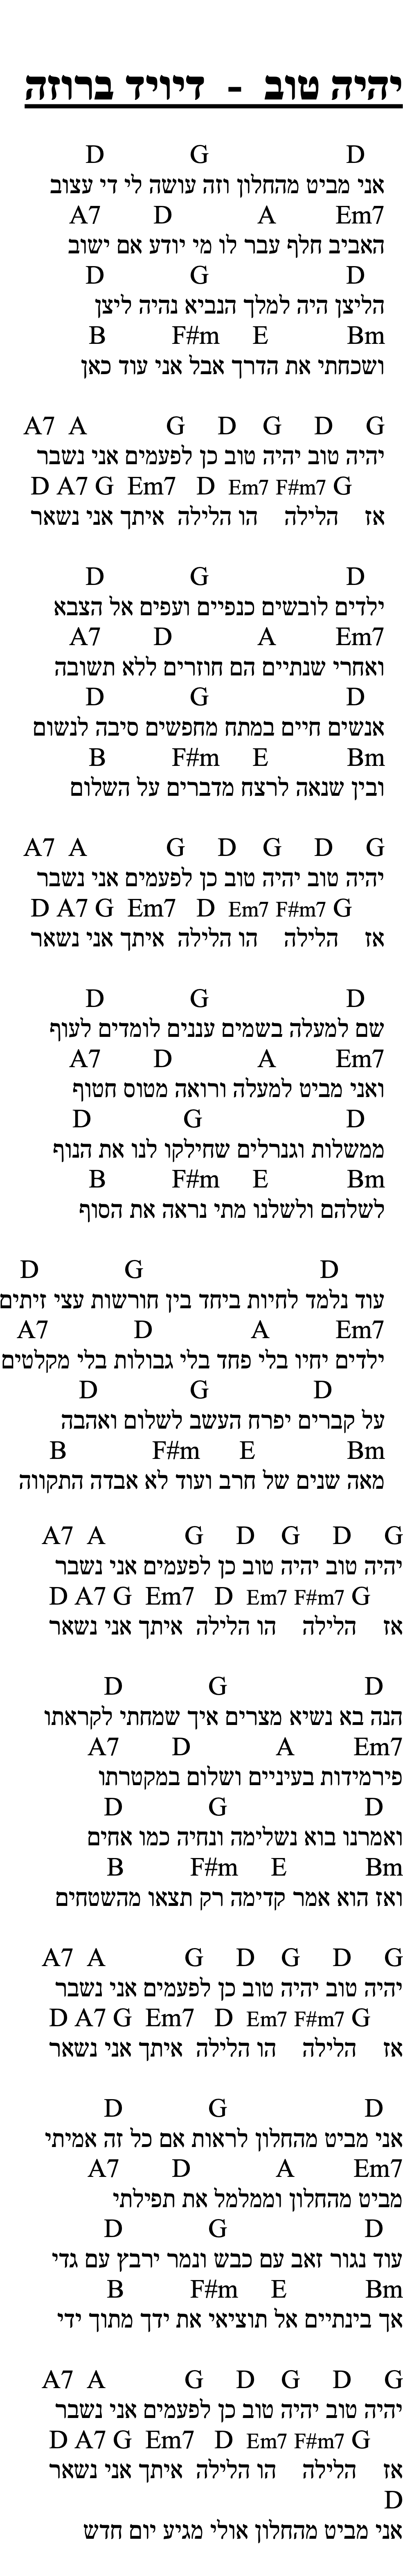 יהיה טוב - דיויד ברוזה
D G D
אני מביט מהחלון וזה עושה לי די עצוב
A7 D A Em7
האביב חלף עבר לו מי יודע אם ישוב
D G D
הליצן היה למלך הנביא נהיה ליצן
B F#m E Bm
ושכחתי את הדרך אבל אני עוד כאן
A7 A G D G D G
יהיה טוב יהיה טוב כן לפעמים אני נשבר
D A7 G Em7 D Em7 F#m7 G
אז הלילה הו הלילה איתך אני נשאר
D G D
ילדים לובשים כנפיים ועפים אל הצבא
A7 D A Em7
ואחרי שנתיים הם חוזרים ללא תשובה
D G D
אנשים חיים במתח מחפשים סיבה לנשום
B F#m E Bm
ובין שנאה לרצח מדברים על השלום
A7 A G D G D G
יהיה טוב יהיה טוב כן לפעמים אני נשבר
D A7 G Em7 D Em7 F#m7 G
אז הלילה הו הלילה איתך אני נשאר
D G D
שם למעלה בשמים עננים לומדים לעוף
A7 D A Em7
ואני מביט למעלה ורואה מטוס חטוף
D G D
ממשלות וגנרלים שחילקו לנו את הנוף
B F#m E Bm
לשלהם ולשלנו מתי נראה את הסוף
D G D
עוד נלמד לחיות ביחד בין חורשות עצי זיתים
A7 D A Em7
ילדים יחיו בלי פחד בלי גבולות בלי מקלטים
D G D
על קברים יפרח העשב לשלום ואהבה
B F#m E Bm
מאה שנים של חרב ועוד לא אבדה התקווה
A7 A G D G D G
יהיה טוב יהיה טוב כן לפעמים אני נשבר
D A7 G Em7 D Em7 F#m7 G
אז הלילה הו הלילה איתך אני נשאר
D G D
הנה בא נשיא מצרים איך שמחתי לקראתו
A7 D A Em7
פירמידות בעיניים ושלום במקטרתו
D G D
ואמרנו בוא נשלימה ונחיה כמו אחים
B F#m E Bm
ואז הוא אמר קדימה רק תצאו מהשטחים
A7 A G D G D G
יהיה טוב יהיה טוב כן לפעמים אני נשבר
D A7 G Em7 D Em7 F#m7 G
אז הלילה הו הלילה איתך אני נשאר
D G D
אני מביט מהחלון לראות אם כל זה אמיתי
A7 D A Em7
מביט מהחלון וממלמל את תפילתי
D G D
עוד נגור זאב עם כבש ונמר ירבץ עם גדי
B F#m E Bm
אך בינתיים אל תוציאי את ידך מתוך ידי
A7 A G D G D G
יהיה טוב יהיה טוב כן לפעמים אני נשבר
D A7 G Em7 D Em7 F#m7 G
אז הלילה הו הלילה איתך אני נשאר
D
אני מביט מהחלון אולי מגיע יום חדש